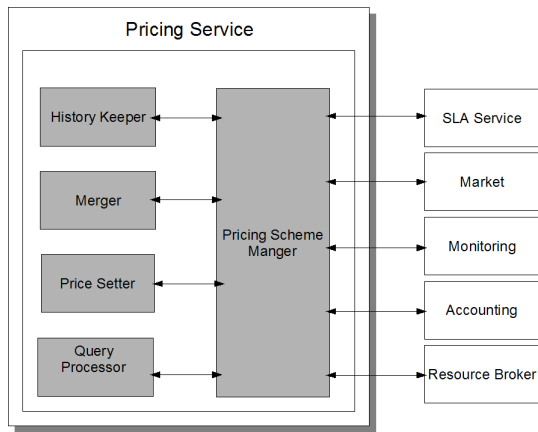 Pricing Service
History Keeper
Merger
Price Setter
Query
Processor
Pricing Scheme
Manger
SLA Service
Market
Monitoring
Accounting
Resource Broker